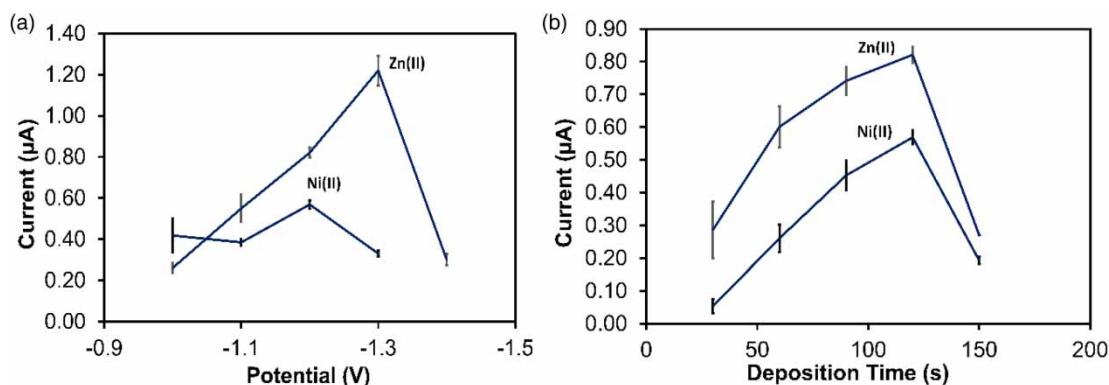 (a)
Current (µA)
1.40
1.20
1.00
0.80
0.60
0.40
0.20
0.00
Zn(II)
Ni(II)
-0.9
-1.1
-1.3
-1.5
Potential (V)
(b)
Current (µA)
0.90
0.80
0.70
0.60
0.50
0.40
0.30
0.20
0.10
0.00
Zn(II)
Ni(II)
0
50
100
150
200
Deposition Time (s)